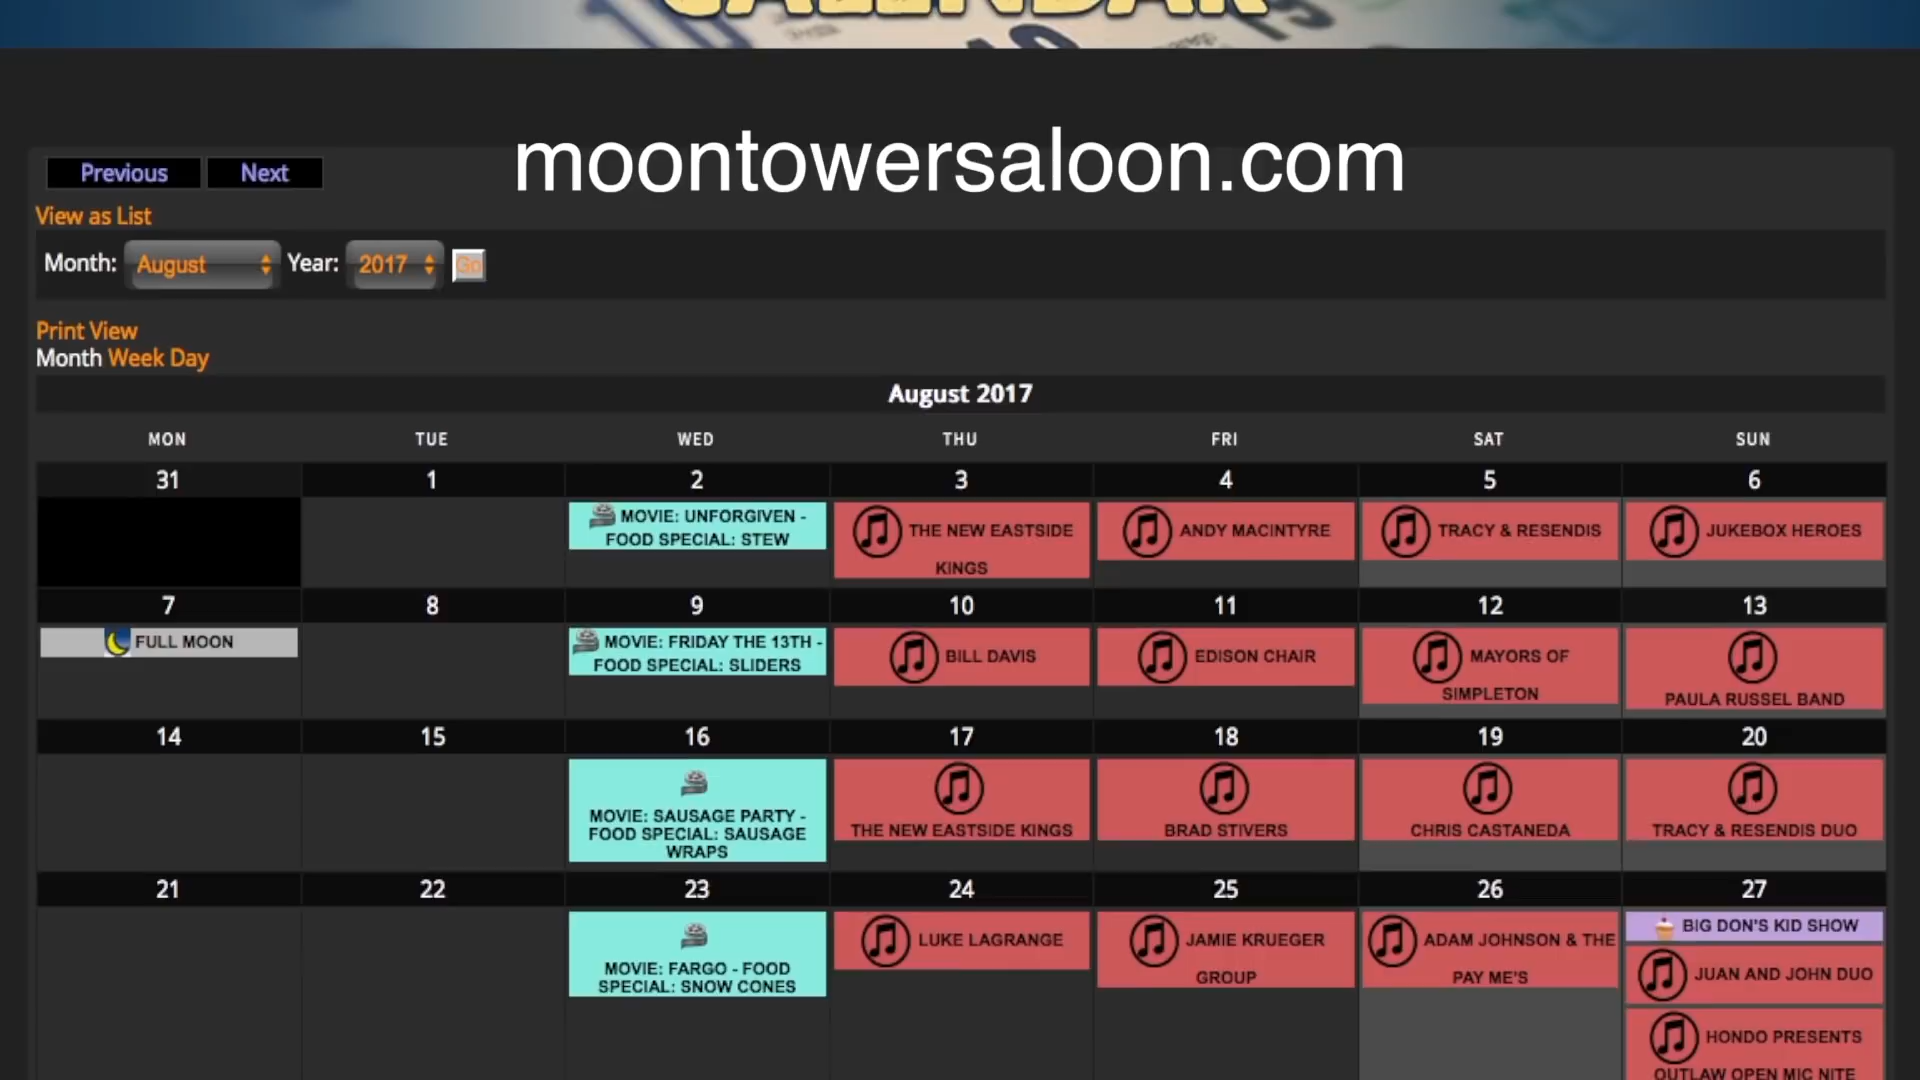 CALENDAR
moontowersaloon.com
Previous Next
View as List
Month: August Year: 2017 Go
Print View
Month Week Day
August 2017
MON TUE WED THU FRI SAT SUN
31 1 2 3 4 5 6
MOVIE: UNFORGIVEN -
FOOD SPECIAL: STEW
THE NEW EASTSIDE
KINGS
ANDY MACINTYRE
TRACY & RESENDIS
JUKEBOX HEROES
7 8 9 10 11 12 13
FULL MOON
MOVIE: FRIDAY THE 13TH -
FOOD SPECIAL: SLIDERS
BILL DAVIS
EDISON CHAIR
MAYORS OF
SIMPLETON
PAULA RUSSEL BAND
14 15 16 17 18 19 20
MOVIE: SAUSAGE PARTY -
FOOD SPECIAL: SAUSAGE
WRAPS
THE NEW EASTSIDE KINGS
BRAD STIVERS
CHRIS CASTANEDA
TRACY & RESENDIS DUO
21 22 23 24 25 26 27
MOVIE: FARGO - FOOD
SPECIAL: SNOW CONES
LUKE LAGRANGE
JAMIE KRUEGER
GROUP
ADAM JOHNSON & THE
PAY ME'S
BIG DON'S KID SHOW
JUAN AND JOHN DUO
HONDO PRESENTS
OUTLAW OPEN MIC NITE